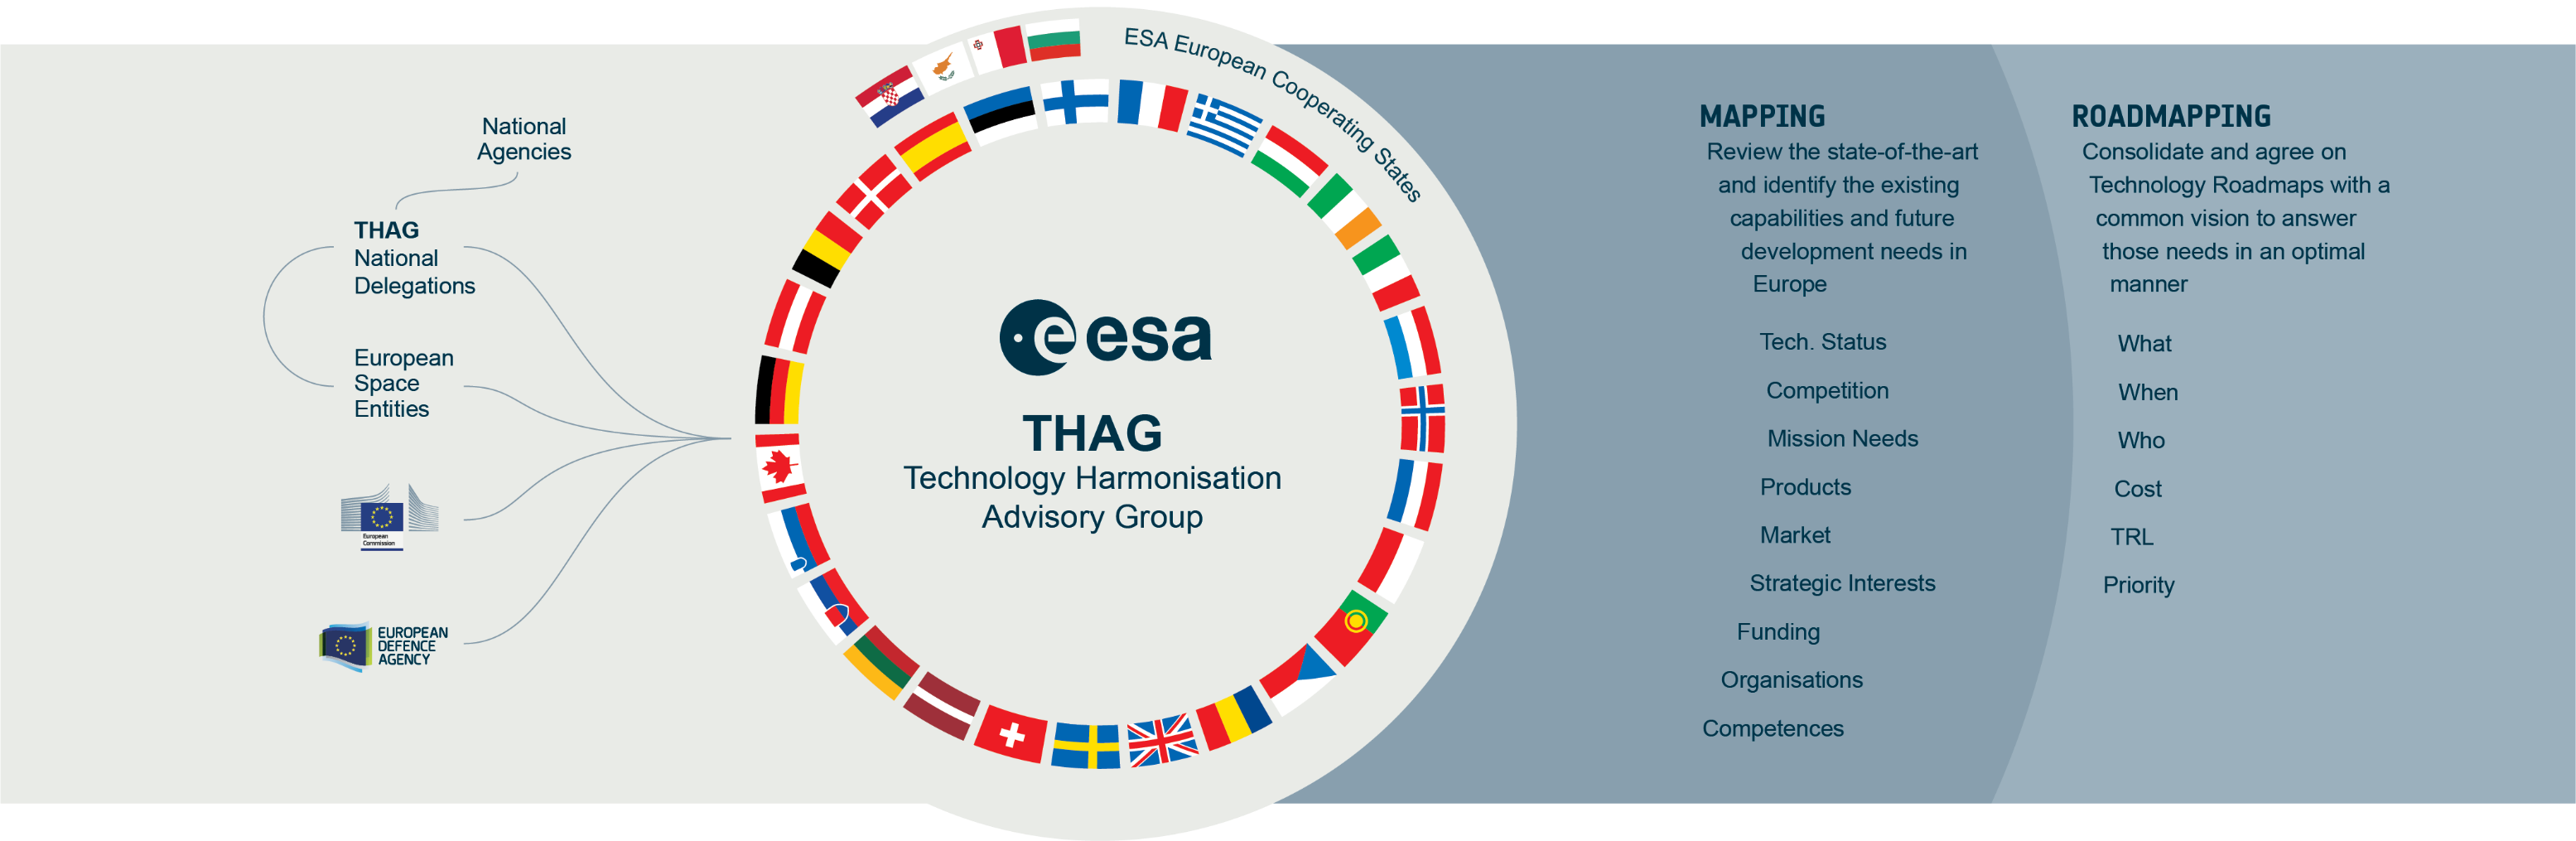 National
Agencies
THAG
National
Delegations
European
Space
Entities
European
Commission
EUROPEAN
DEFENCE
AGENCY
ESA European Cooperating States
esa
THAG
Technology Harmonisation
Advisory Group
MAPPING
Review the state-of-the-art
and identify the existing
capabilities and future
development needs in
Europe
Tech. Status
Competition
Mission Needs
Products
Market
Strategic Interests
Funding
Organisations
Competences
ROADMAPPING
Consolidate and agree on
Technology Roadmaps with a
common vision to answer
those needs in an optimal
manner
What
When
Who
Cost
TRL
Priority